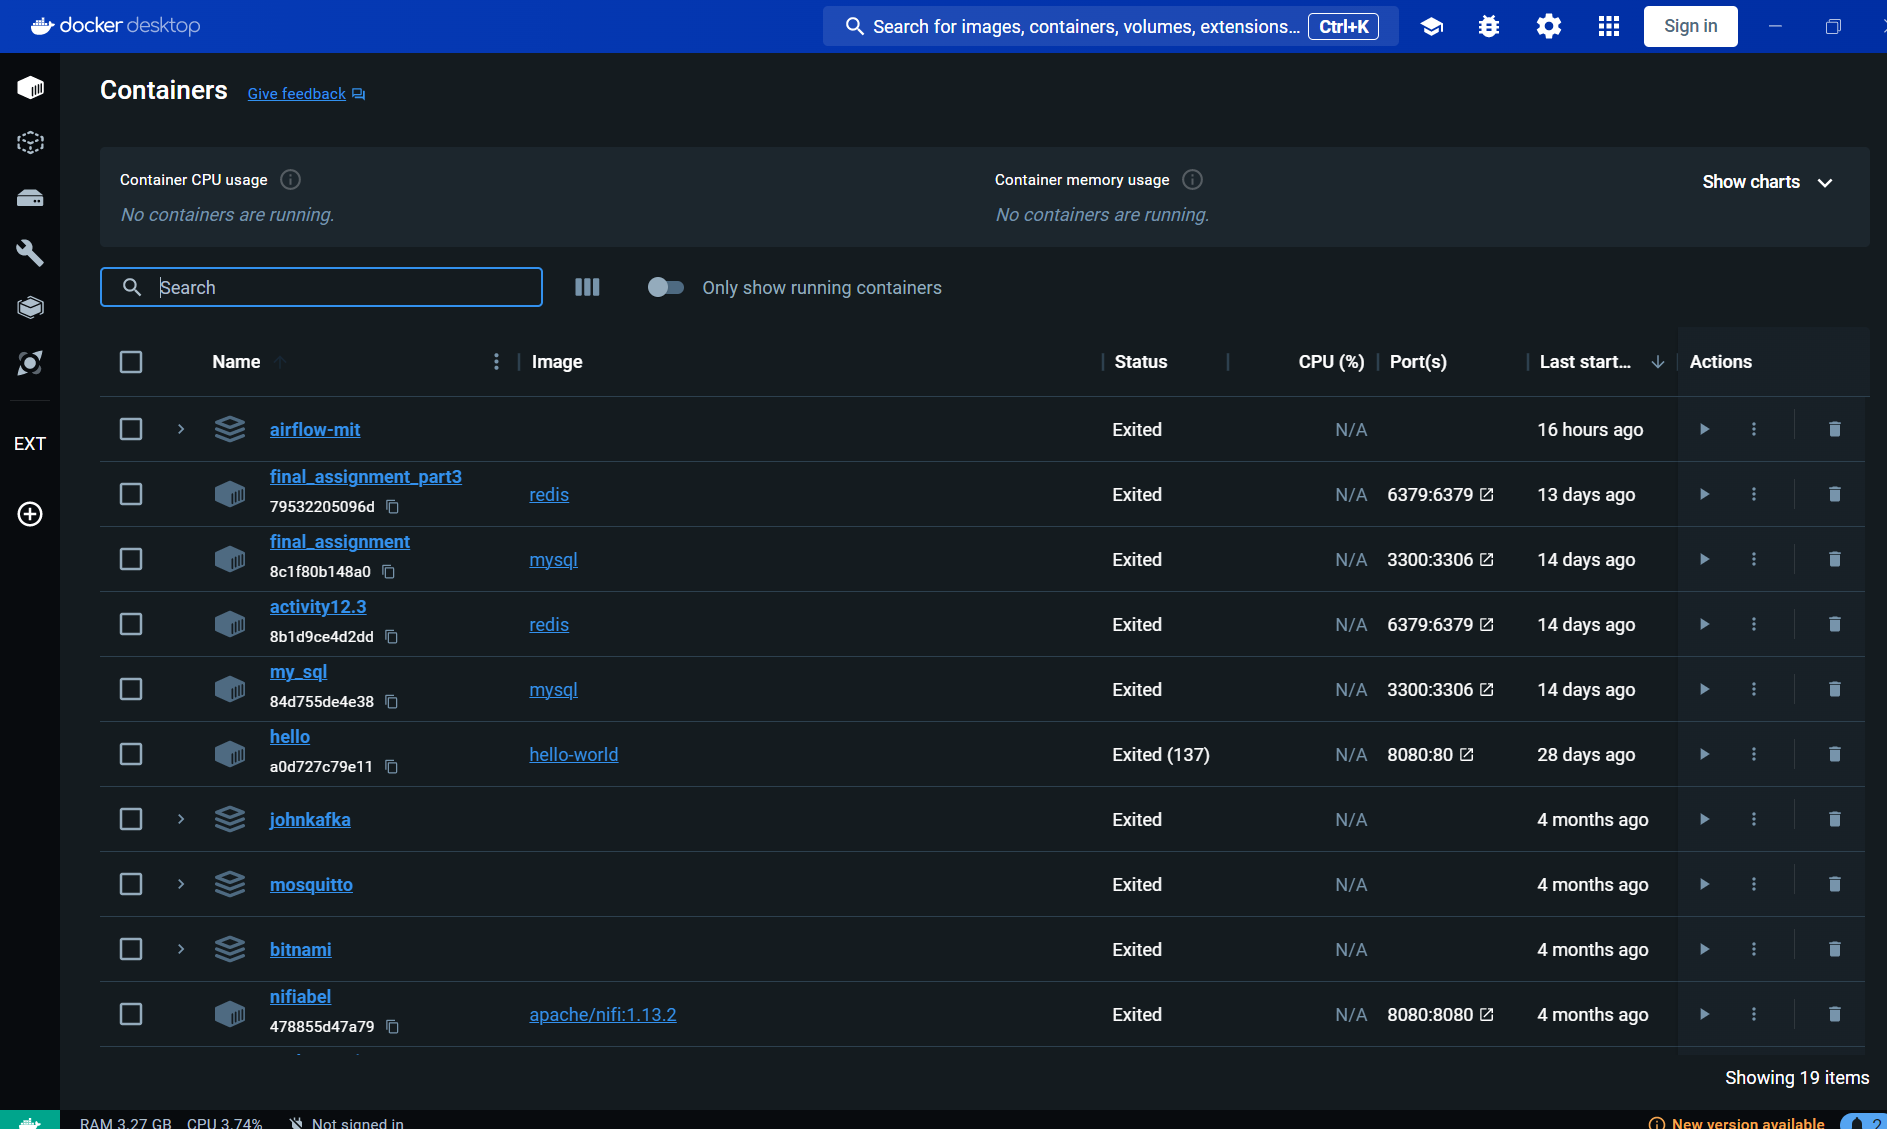 docker desktop
Search for images, containers, volumes, extensions... Ctrl+K
Sign in
Containers Give feedback
Container CPU usage
No containers are running.
Container memory usage
No containers are running.
Show charts
Search
Only show running containers
Name Image Status CPU (%) Port(s) Last start... Actions
airflow-mit Exited N/A 16 hours ago
final_assignment_part3
79532205096d redis Exited N/A 6379:6379 13 days ago
final_assignment
8c1f80b148a0 mysql Exited N/A 3300:3306 14 days ago
activity12.3
8b1d9ce4d2dd redis Exited N/A 6379:6379 14 days ago
my_sql
84d755de4e38 mysql Exited N/A 3300:3306 14 days ago
hello
a0d727c79e11 hello-world Exited (137) N/A 8080:80 28 days ago
johnkafka Exited N/A 4 months ago
mosquitto Exited N/A 4 months ago
bitnami Exited N/A 4 months ago
nifiabel
478855d47a79 apache/nifi:1.13.2 Exited N/A 8080:8080 4 months ago
EXT
Showing 19 items
RAM 3.27 GB CPU 3.74% Not signed in
New version available 2